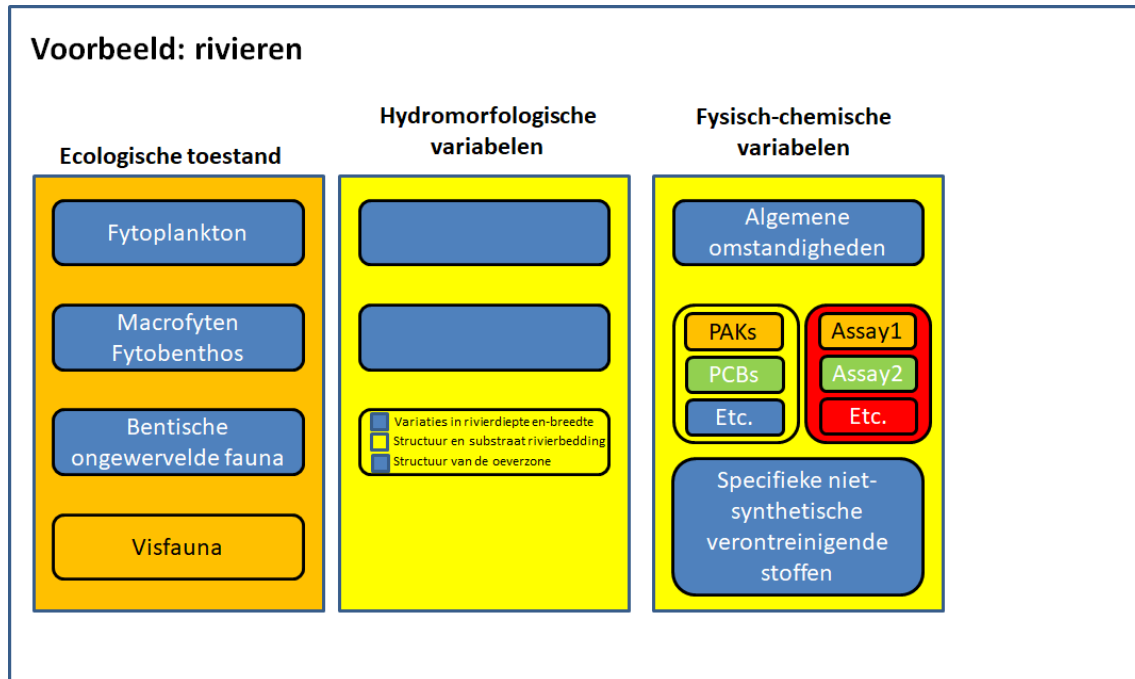 Voorbeeld: rivieren
Ecologische toestand
Fytoplankton
Macrofyten
Fytobenthos
Bentische
ongewervelde fauna
Visfauna
Hydromorfologische
variabelen
Variaties in rivierdiepte en-breedte
Structuur en substraat rivierbedding
Structuur van de oeverzone
Fysisch-chemische
variabelen
Algemene
omstandigheden
PAKs
PCBs
Etc.
Assay1
Assay2
Etc.
Specifieke niet-
synthetische
verontreinigende
stoffen